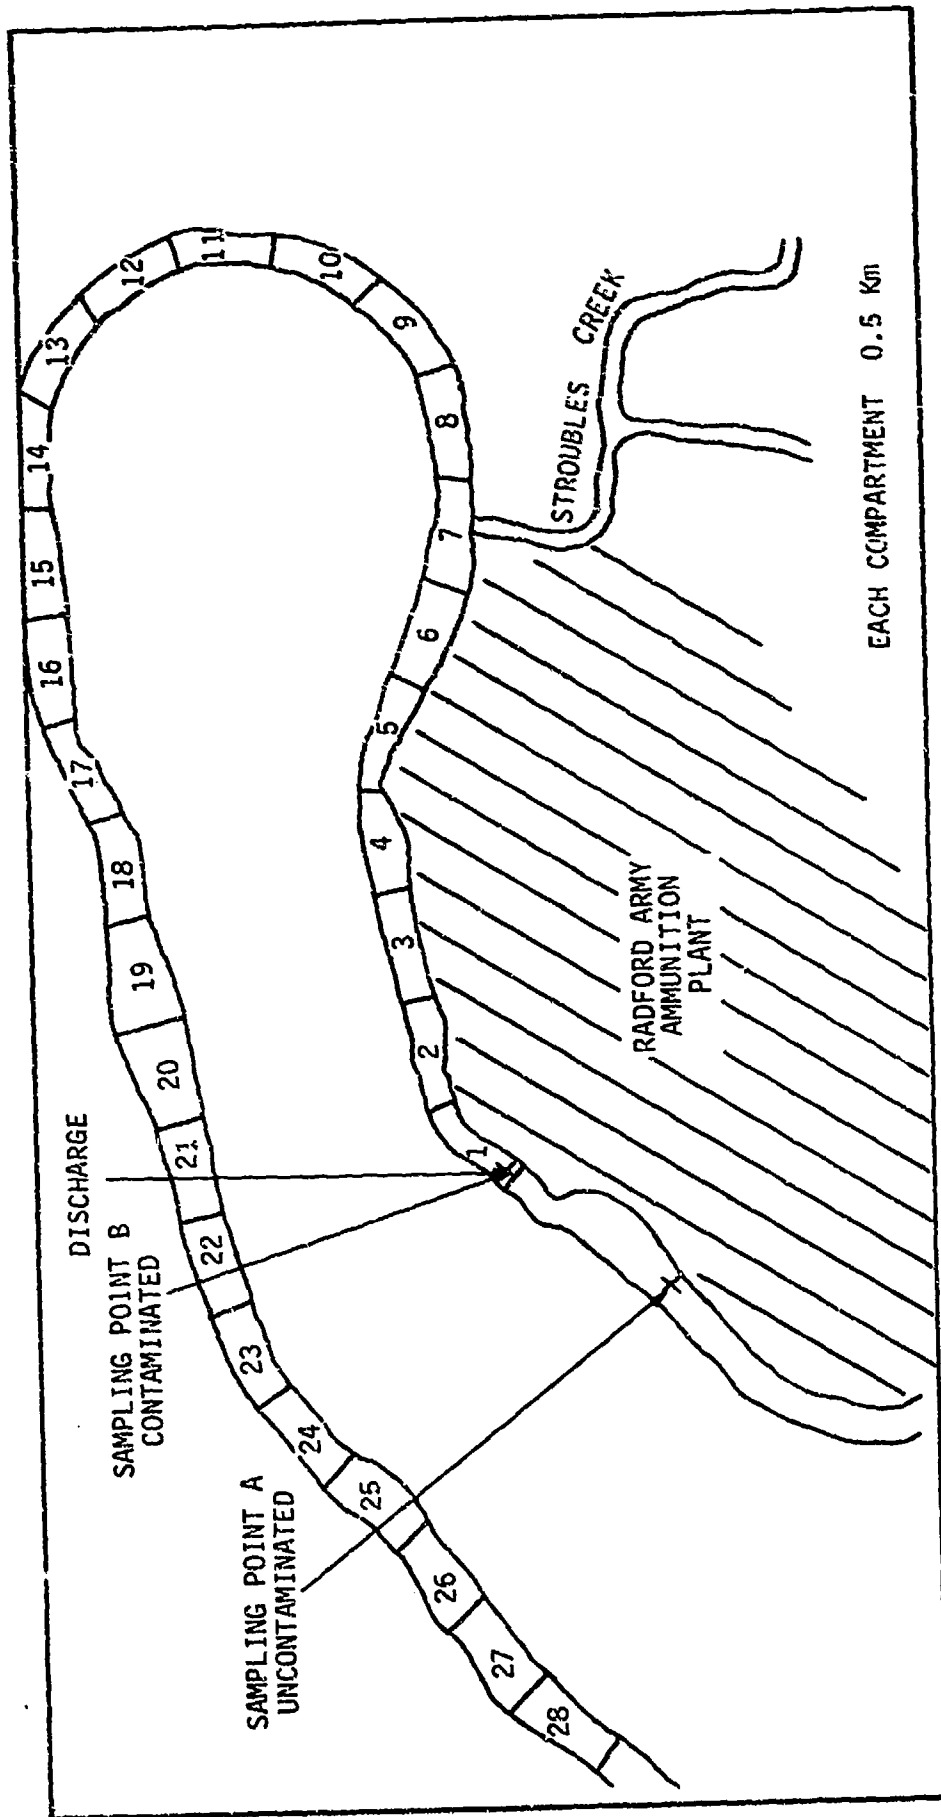 DISCHARGE
SAMPLING POINT B
CONTAMINATED
SAMPLING POINT A
UNCONTAMINATED
1
2
3
4
5
6
7
8
9
10
11
12
13
14
15
16
17
18
19
20
21
22
23
24
25
26
27
28
STROUBLES CREEK
RADFORD ARMY
AMMUNITION
PLANT
EACH COMPARTMENT 0.5 Km